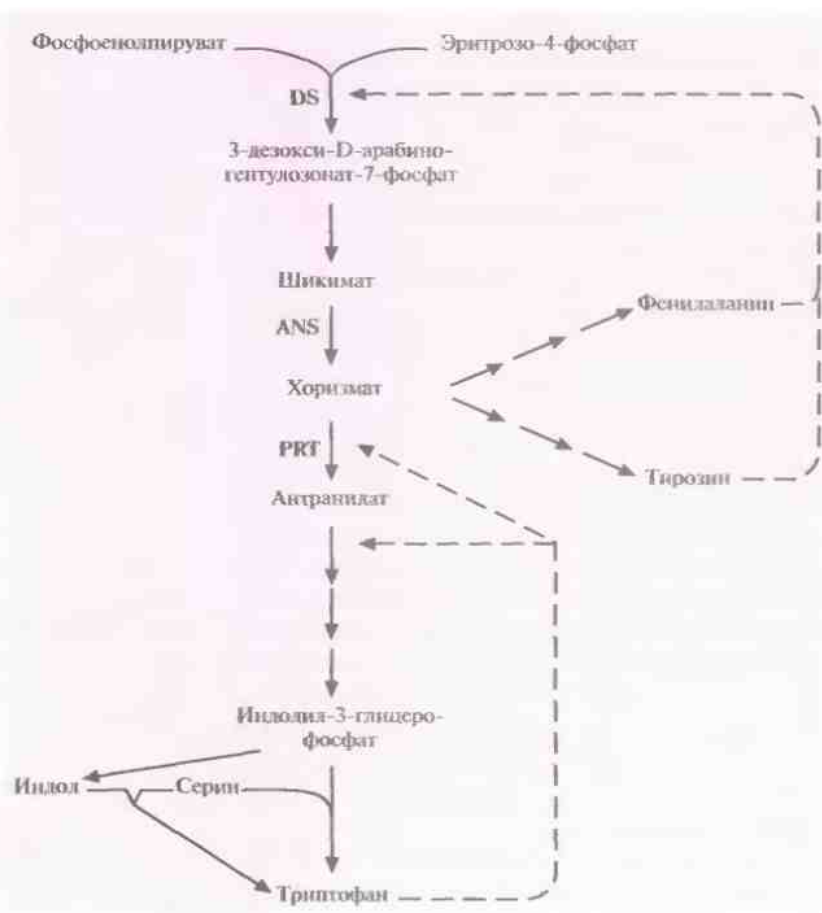 Фосфоенолпируват
Эритрозо-4-фосфат
DS
3-дезокси-D-арабино-
гептулозонат-7-фосфат
Шикимат
ANS
Хоризмат
Фенилаланин
PRT
Тирозин
Антранилат
Индолил-3-глицеро-
фосфат
Индол
Серин
Триптофан